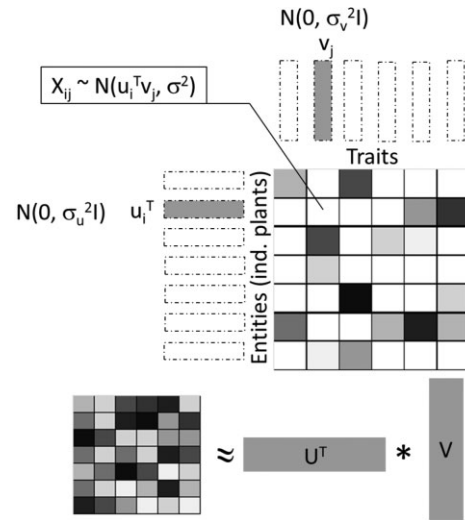 N(0, σᵥ²I)
vⱼ
Xᵢⱼ ~ N(uᵢᵀvⱼ, σ²)
Traits
N(0, σᵤ²I) uᵢᵀ
Entities (ind. plants)
≈ Uᵀ * V